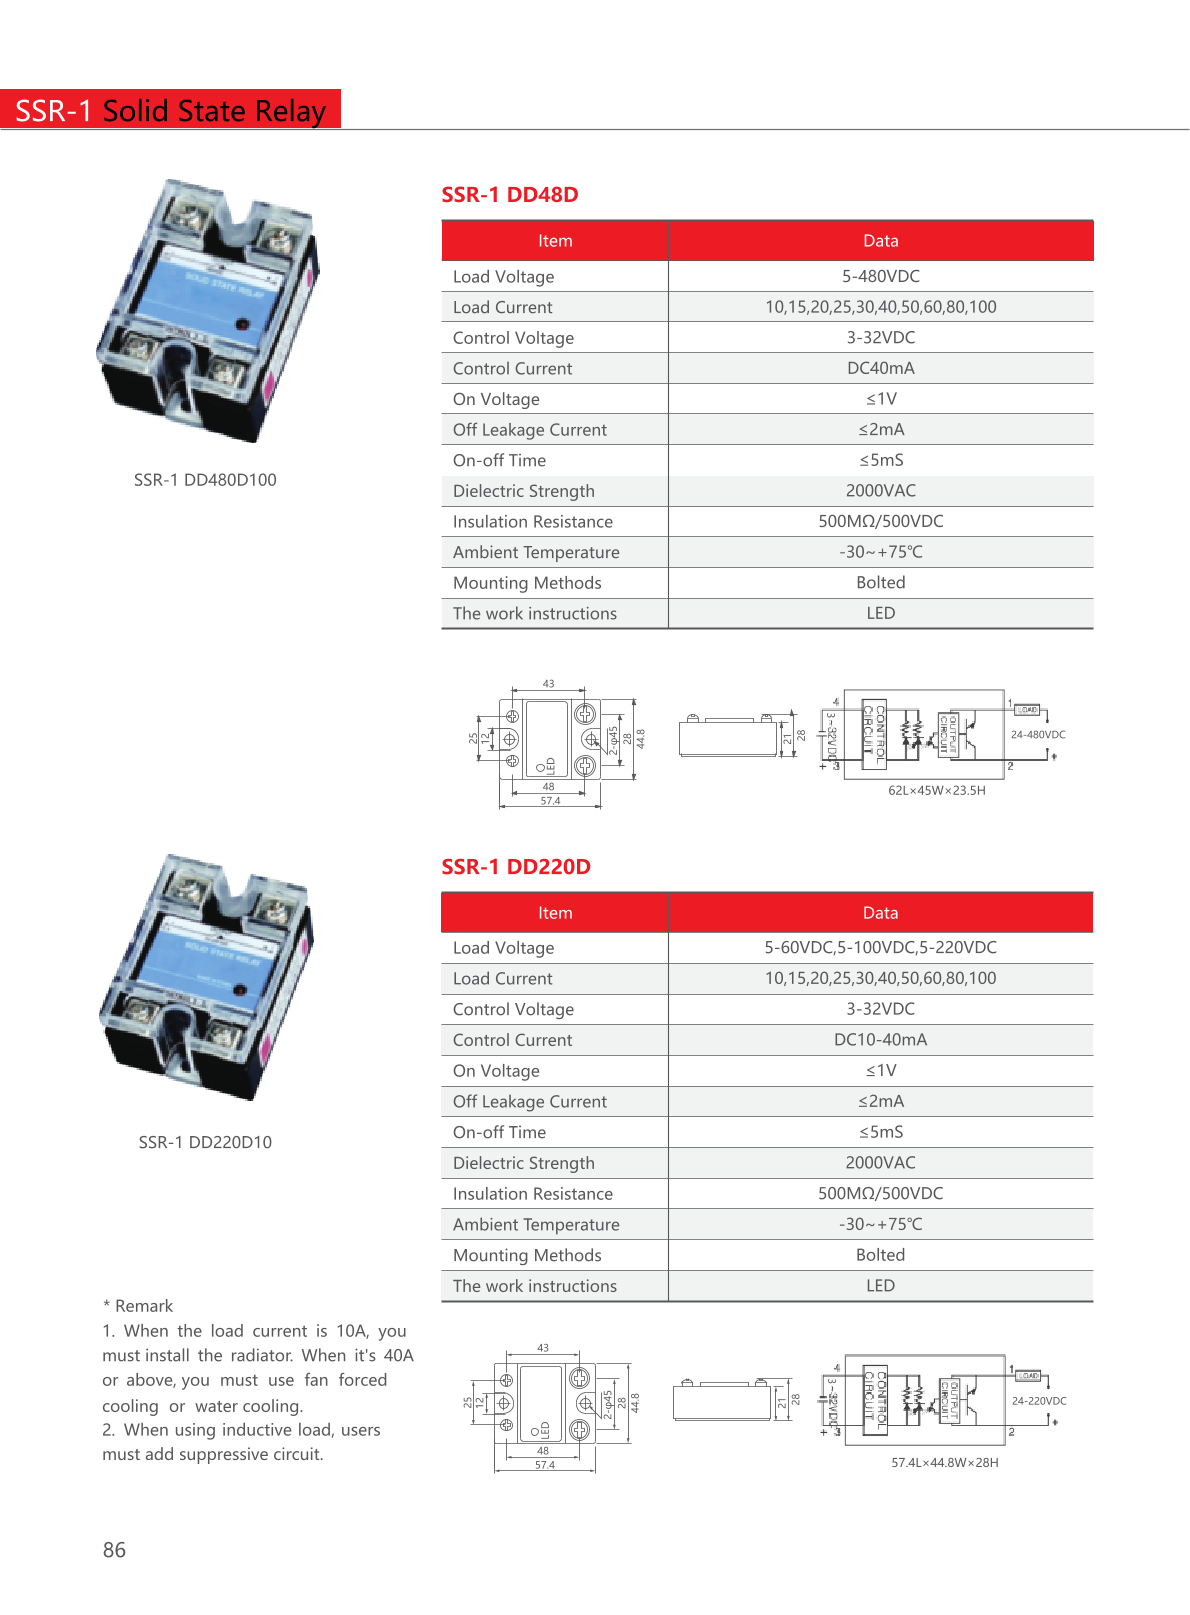 SSR-1 Solid State Relay
SSR-1 DD48D
Item Data
Load Voltage 5-480VDC
Load Current 10,15,20,25,30,40,50,60,80,100
Control Voltage 3-32VDC
Control Current DC40mA
On Voltage ≤1V
Off Leakage Current ≤2mA
On-off Time ≤5mS
Dielectric Strength 2000VAC
Insulation Resistance 500MΩ/500VDC
Ambient Temperature -30~+75℃
Mounting Methods Bolted
The work instructions LED
SOLID STATE RELAY
SSR-1 DD480D100
43
25
12
LED
2-φ45
28
44.8
48
57.4
21
28
4
3~32VDC
+ 3
CONTROL
CIRCUIT
OUTPUT
CIRCUIT
1
LOAD
24-480VDC
+
2
62L×45W×23.5H
SSR-1 DD220D
Item Data
Load Voltage 5-60VDC,5-100VDC,5-220VDC
Load Current 10,15,20,25,30,40,50,60,80,100
Control Voltage 3-32VDC
Control Current DC10-40mA
On Voltage ≤1V
Off Leakage Current ≤2mA
On-off Time ≤5mS
Dielectric Strength 2000VAC
Insulation Resistance 500MΩ/500VDC
Ambient Temperature -30~+75℃
Mounting Methods Bolted
The work instructions LED
SOLID STATE RELAY
SSR-1 DD220D10
* Remark
1. When the load current is 10A, you
must install the radiator. When it's 40A
or above, you must use fan forced
cooling or water cooling.
2. When using inductive load, users
must add suppressive circuit.
43
25
12
LED
2-φ45
28
44.8
48
57.4
21
28
4
3~32VDC
+ 3
CONTROL
CIRCUIT
OUTPUT
CIRCUIT
1
LOAD
24-220VDC
+
2
57.4L×44.8W×28H
86